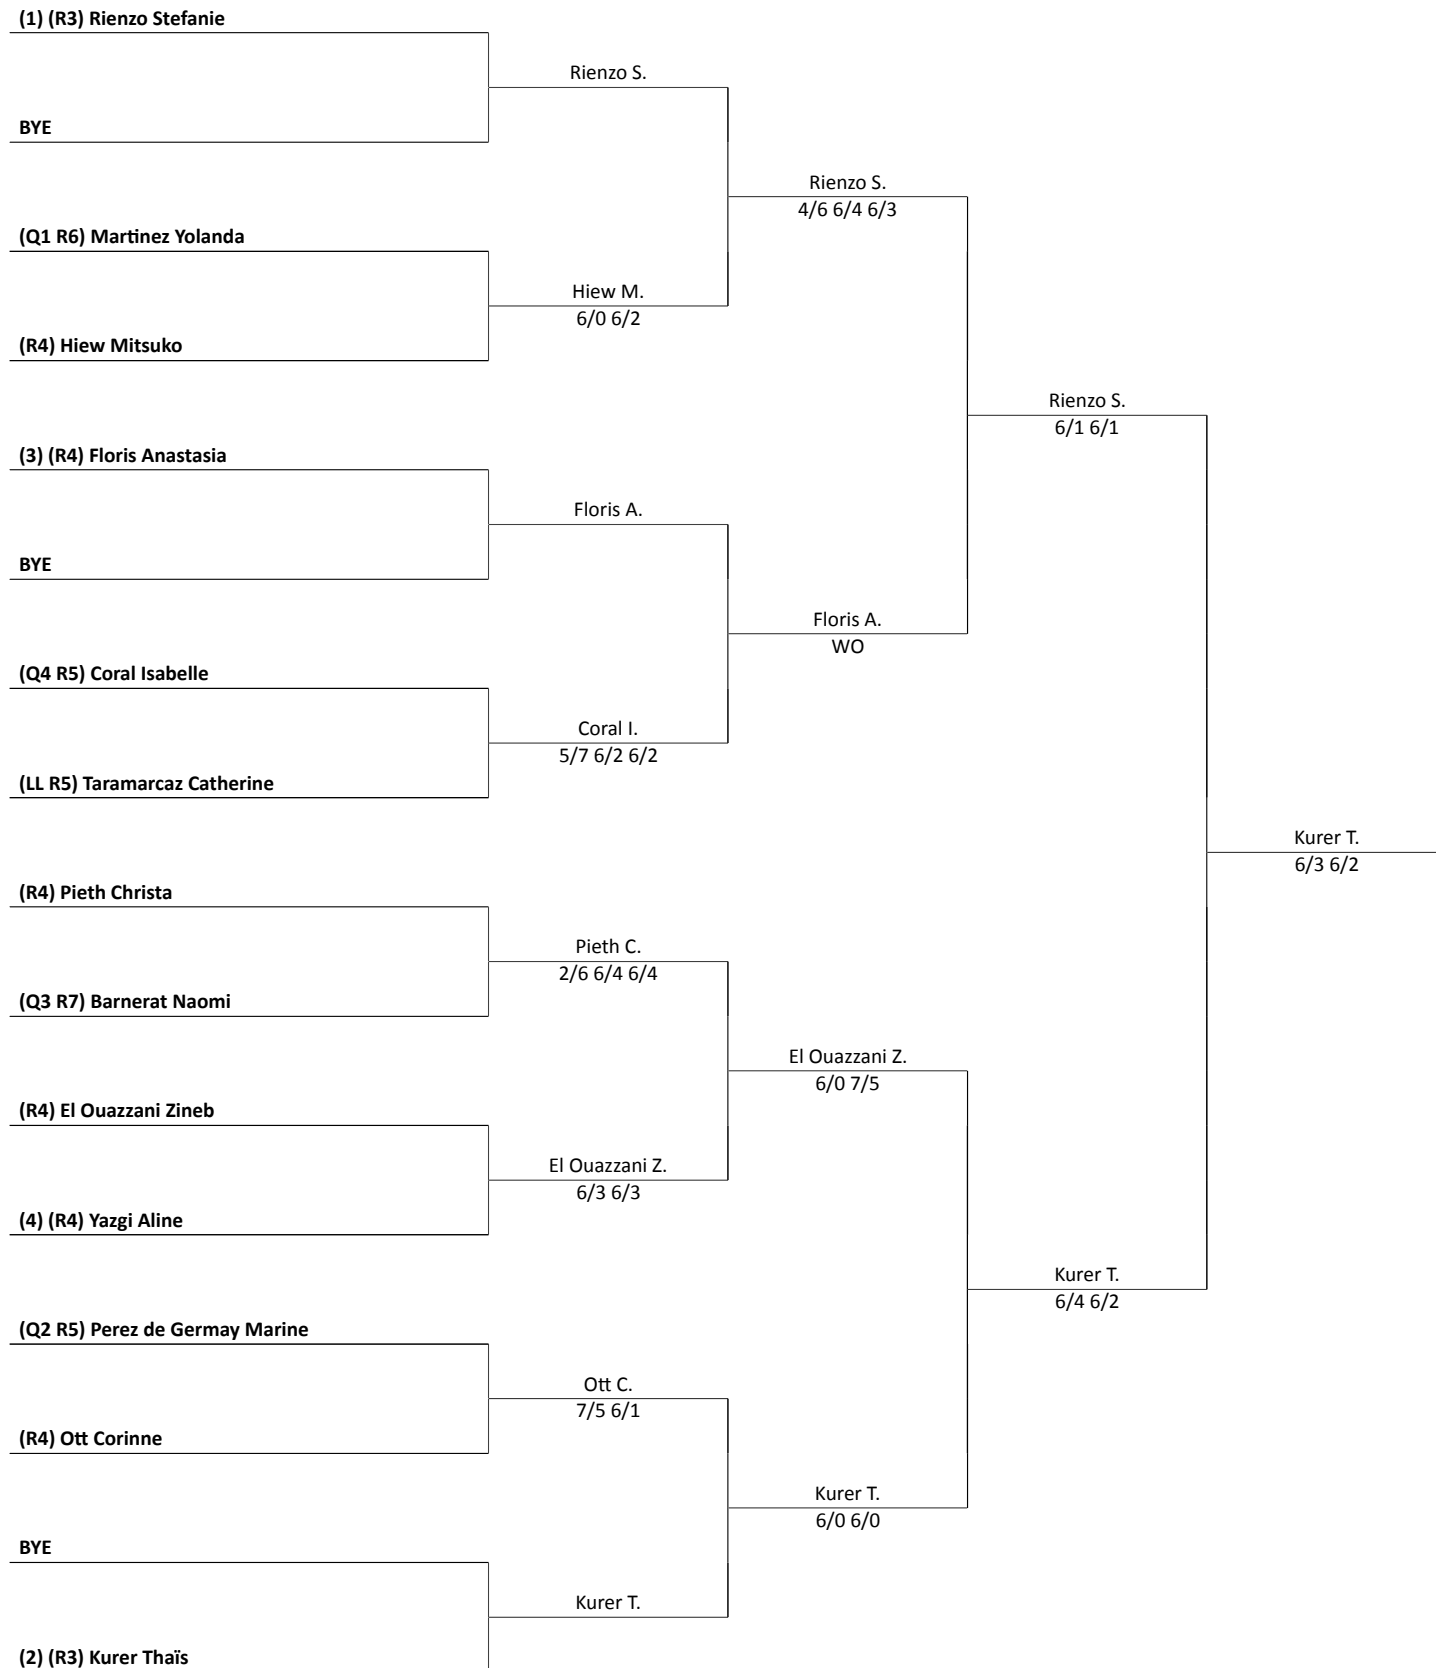 (1) (R3) Rienzo Stefanie
Rienzo S.
BYE
Rienzo S.
4/6 6/4 6/3
(Q1 R6) Martinez Yolanda
Hiew M.
6/0 6/2
(R4) Hiew Mitsuko
Rienzo S.
6/1 6/1
(3) (R4) Floris Anastasia
Floris A.
BYE
Floris A.
WO
(Q4 R5) Coral Isabelle
Coral I.
5/7 6/2 6/2
(LL R5) Taramarcaz Catherine
Kurer T.
6/3 6/2
(R4) Pieth Christa
Pieth C.
2/6 6/4 6/4
(Q3 R7) Barnerat Naomi
El Ouazzani Z.
6/0 7/5
(R4) El Ouazzani Zineb
El Ouazzani Z.
6/3 6/3
(4) (R4) Yazgi Aline
Kurer T.
6/4 6/2
(Q2 R5) Perez de Germay Marine
Ott C.
7/5 6/1
(R4) Ott Corinne
Kurer T.
6/0 6/0
BYE
Kurer T.
(2) (R3) Kurer Thaïs